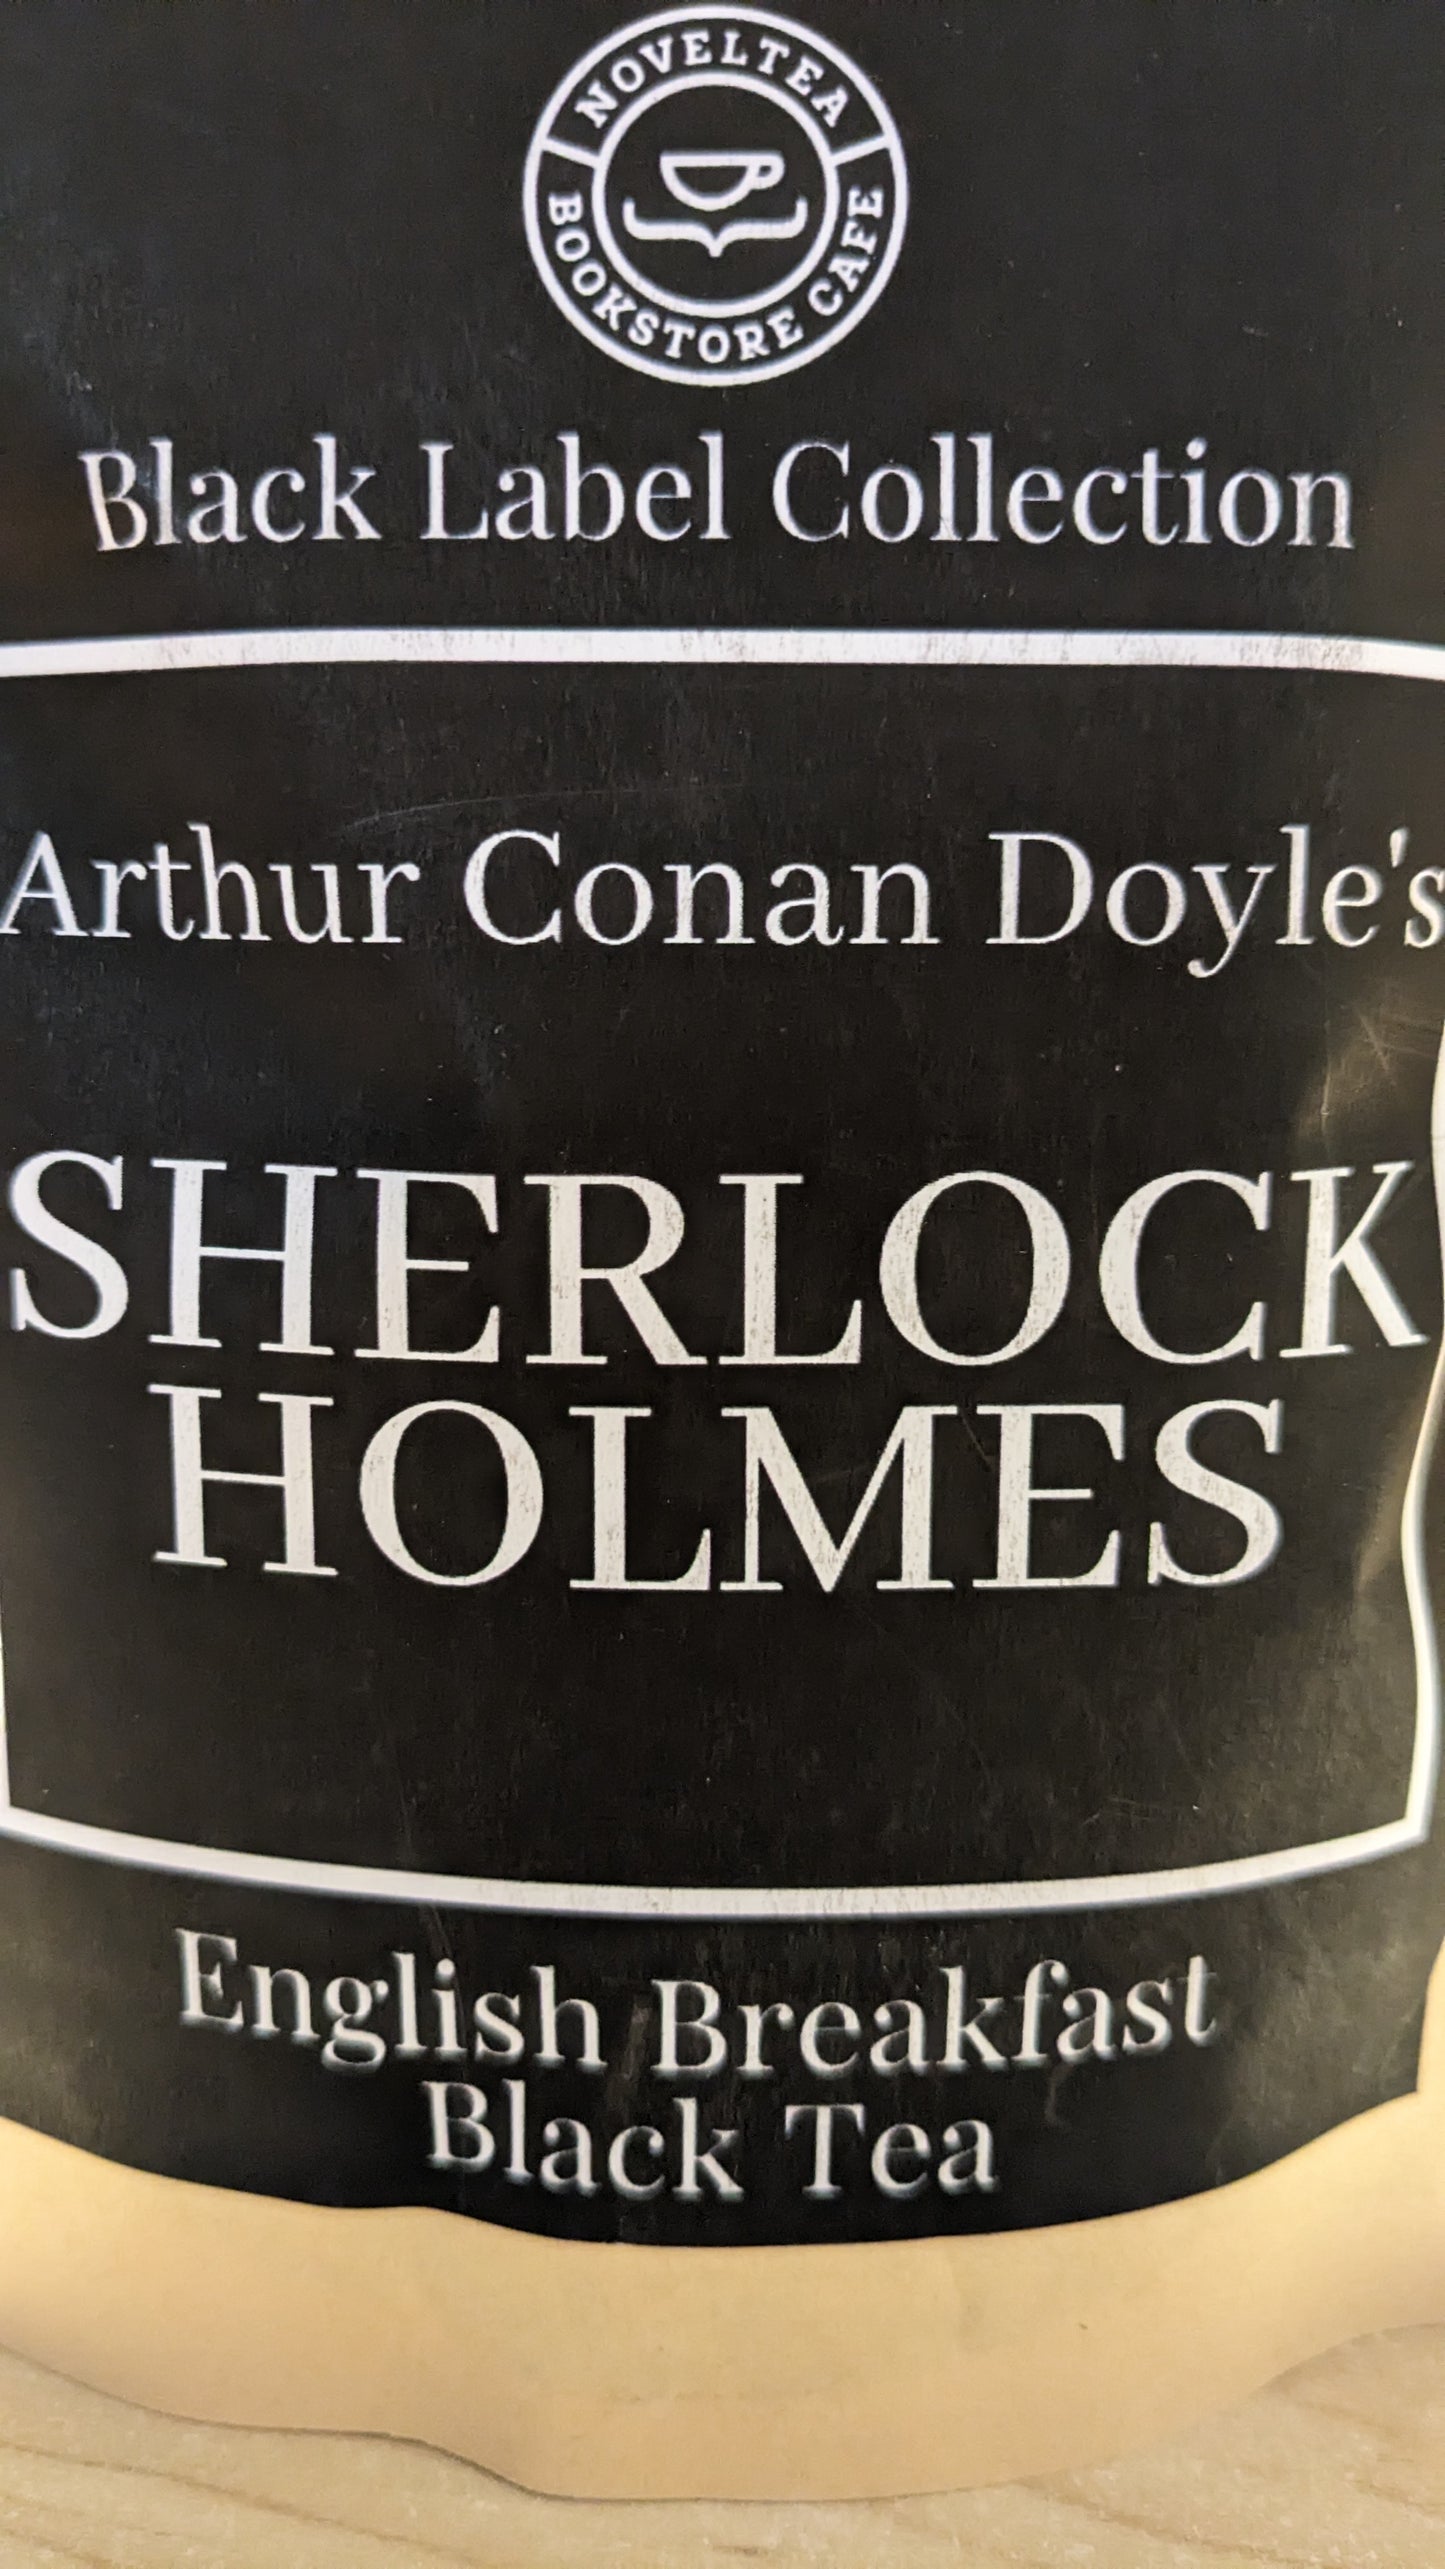 NOVELTEA
BOOKSTORE CAFE
Black Label Collection
Arthur Conan Doyle's
SHERLOCK
HOLMES
English Breakfast
Black Tea